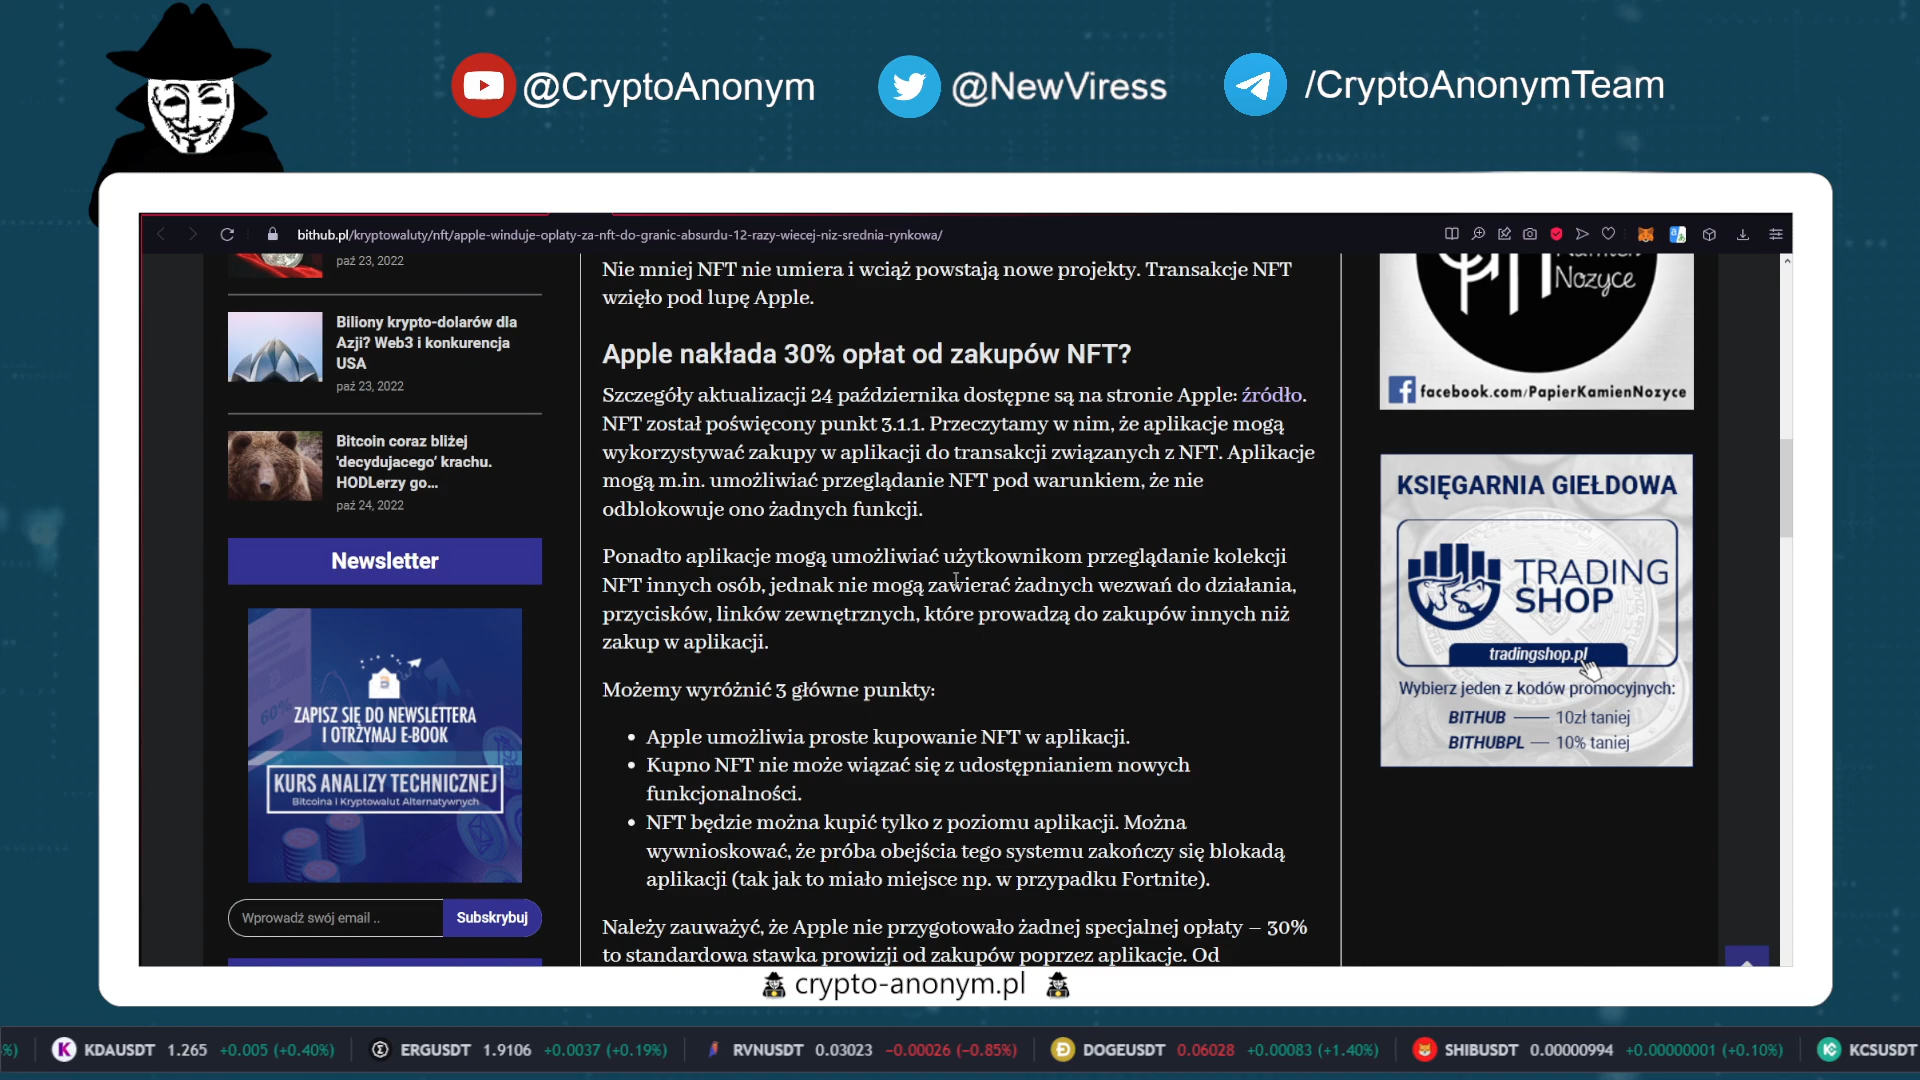 @CryptoAnonym
@NewViress
/CryptoAnonymTeam
bithub.pl/kryptowaluty/nft/apple-winduje-oplaty-za-nft-do-granic-absurdu-12-razy-wiecej-niz-srednia-rynkowa/
paź 23, 2022
Biliony krypto-dolarów dla
Azji? Web3 i konkurencja
USA
paź 23, 2022
Bitcoin coraz bliżej
'decydujacego' krachu.
HODLerzy go...
paź 24, 2022
Newsletter
60%
ZAPISZ SIĘ DO NEWSLETTERA
I OTRZYMAJ E-BOOK
KURS ANALIZY TECHNICZNEJ
Bitcoina i Kryptowalut Alternatywnych
Wprowadź swój email ..
Subskrybuj
Nie mniej NFT nie umiera i wciąż powstają nowe projekty. Transakcje NFT
wzięło pod lupę Apple.
Apple nakłada 30% opłat od zakupów NFT?
Szczegóły aktualizacji 24 października dostępne są na stronie Apple: źródło.
NFT został poświęcony punkt 3.1.1. Przeczytamy w nim, że aplikacje mogą
wykorzystywać zakupy w aplikacji do transakcji związanych z NFT. Aplikacje
mogą m.in. umożliwiać przeglądanie NFT pod warunkiem, że nie
odblokowuje ono żadnych funkcji.
Ponadto aplikacje mogą umożliwiać użytkownikom przeglądanie kolekcji
NFT innych osób, jednak nie mogą zawierać żadnych wezwań do działania,
przycisków, linków zewnętrznych, które prowadzą do zakupów innych niż
zakup w aplikacji.
Możemy wyróżnić 3 główne punkty:
• Apple umożliwia proste kupowanie NFT w aplikacji.
• Kupno NFT nie może wiązać się z udostępnianiem nowych
funkcjonalności.
• NFT będzie można kupić tylko z poziomu aplikacji. Można
wywnioskować, że próba obejścia tego systemu zakończy się blokadą
aplikacji (tak jak to miało miejsce np. w przypadku Fortnite).
Należy zauważyć, że Apple nie przygotowało żadnej specjalnej opłaty – 30%
to standardowa stawka prowizji od zakupów poprzez aplikacje. Od
Nozyce
facebook.com/PapierKamienNozyce
KSIĘGARNIA GIEŁDOWA
TRADING
SHOP
tradingshop.pl
Wybierz jeden z kodów promocyjnych:
BITHUB — 10zł taniej
BITHUBPL — 10% taniej
crypto-anonym.pl
%) KDAUSDT 1.265 +0.005 (+0.40%) ERGUSDT 1.9106 +0.0037 (+0.19%) RVNUSDT 0.03023 −0.00026 (−0.85%) DOGEUSDT 0.06028 +0.00083 (+1.40%) SHIBUSDT 0.00000994 +0.00000001 (+0.10%) KCSUSDT